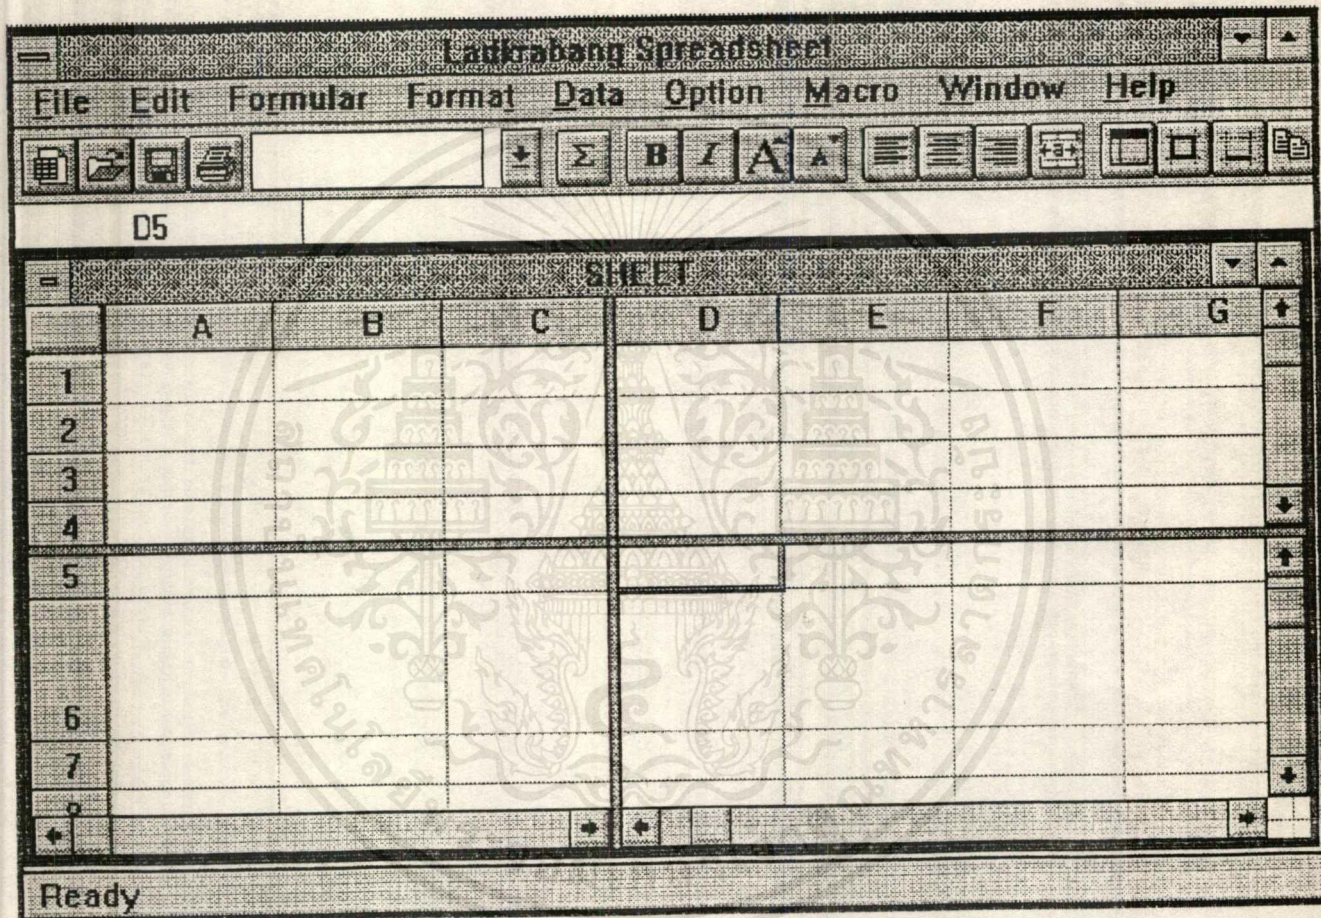 Ladkrabang Spreadsheet
File Edit Formular Format Data Option Macro Window Help
Σ B I A A a
D5
SHEET
A B C D E F G
1
2
3
4
5
6
7
8
Ready